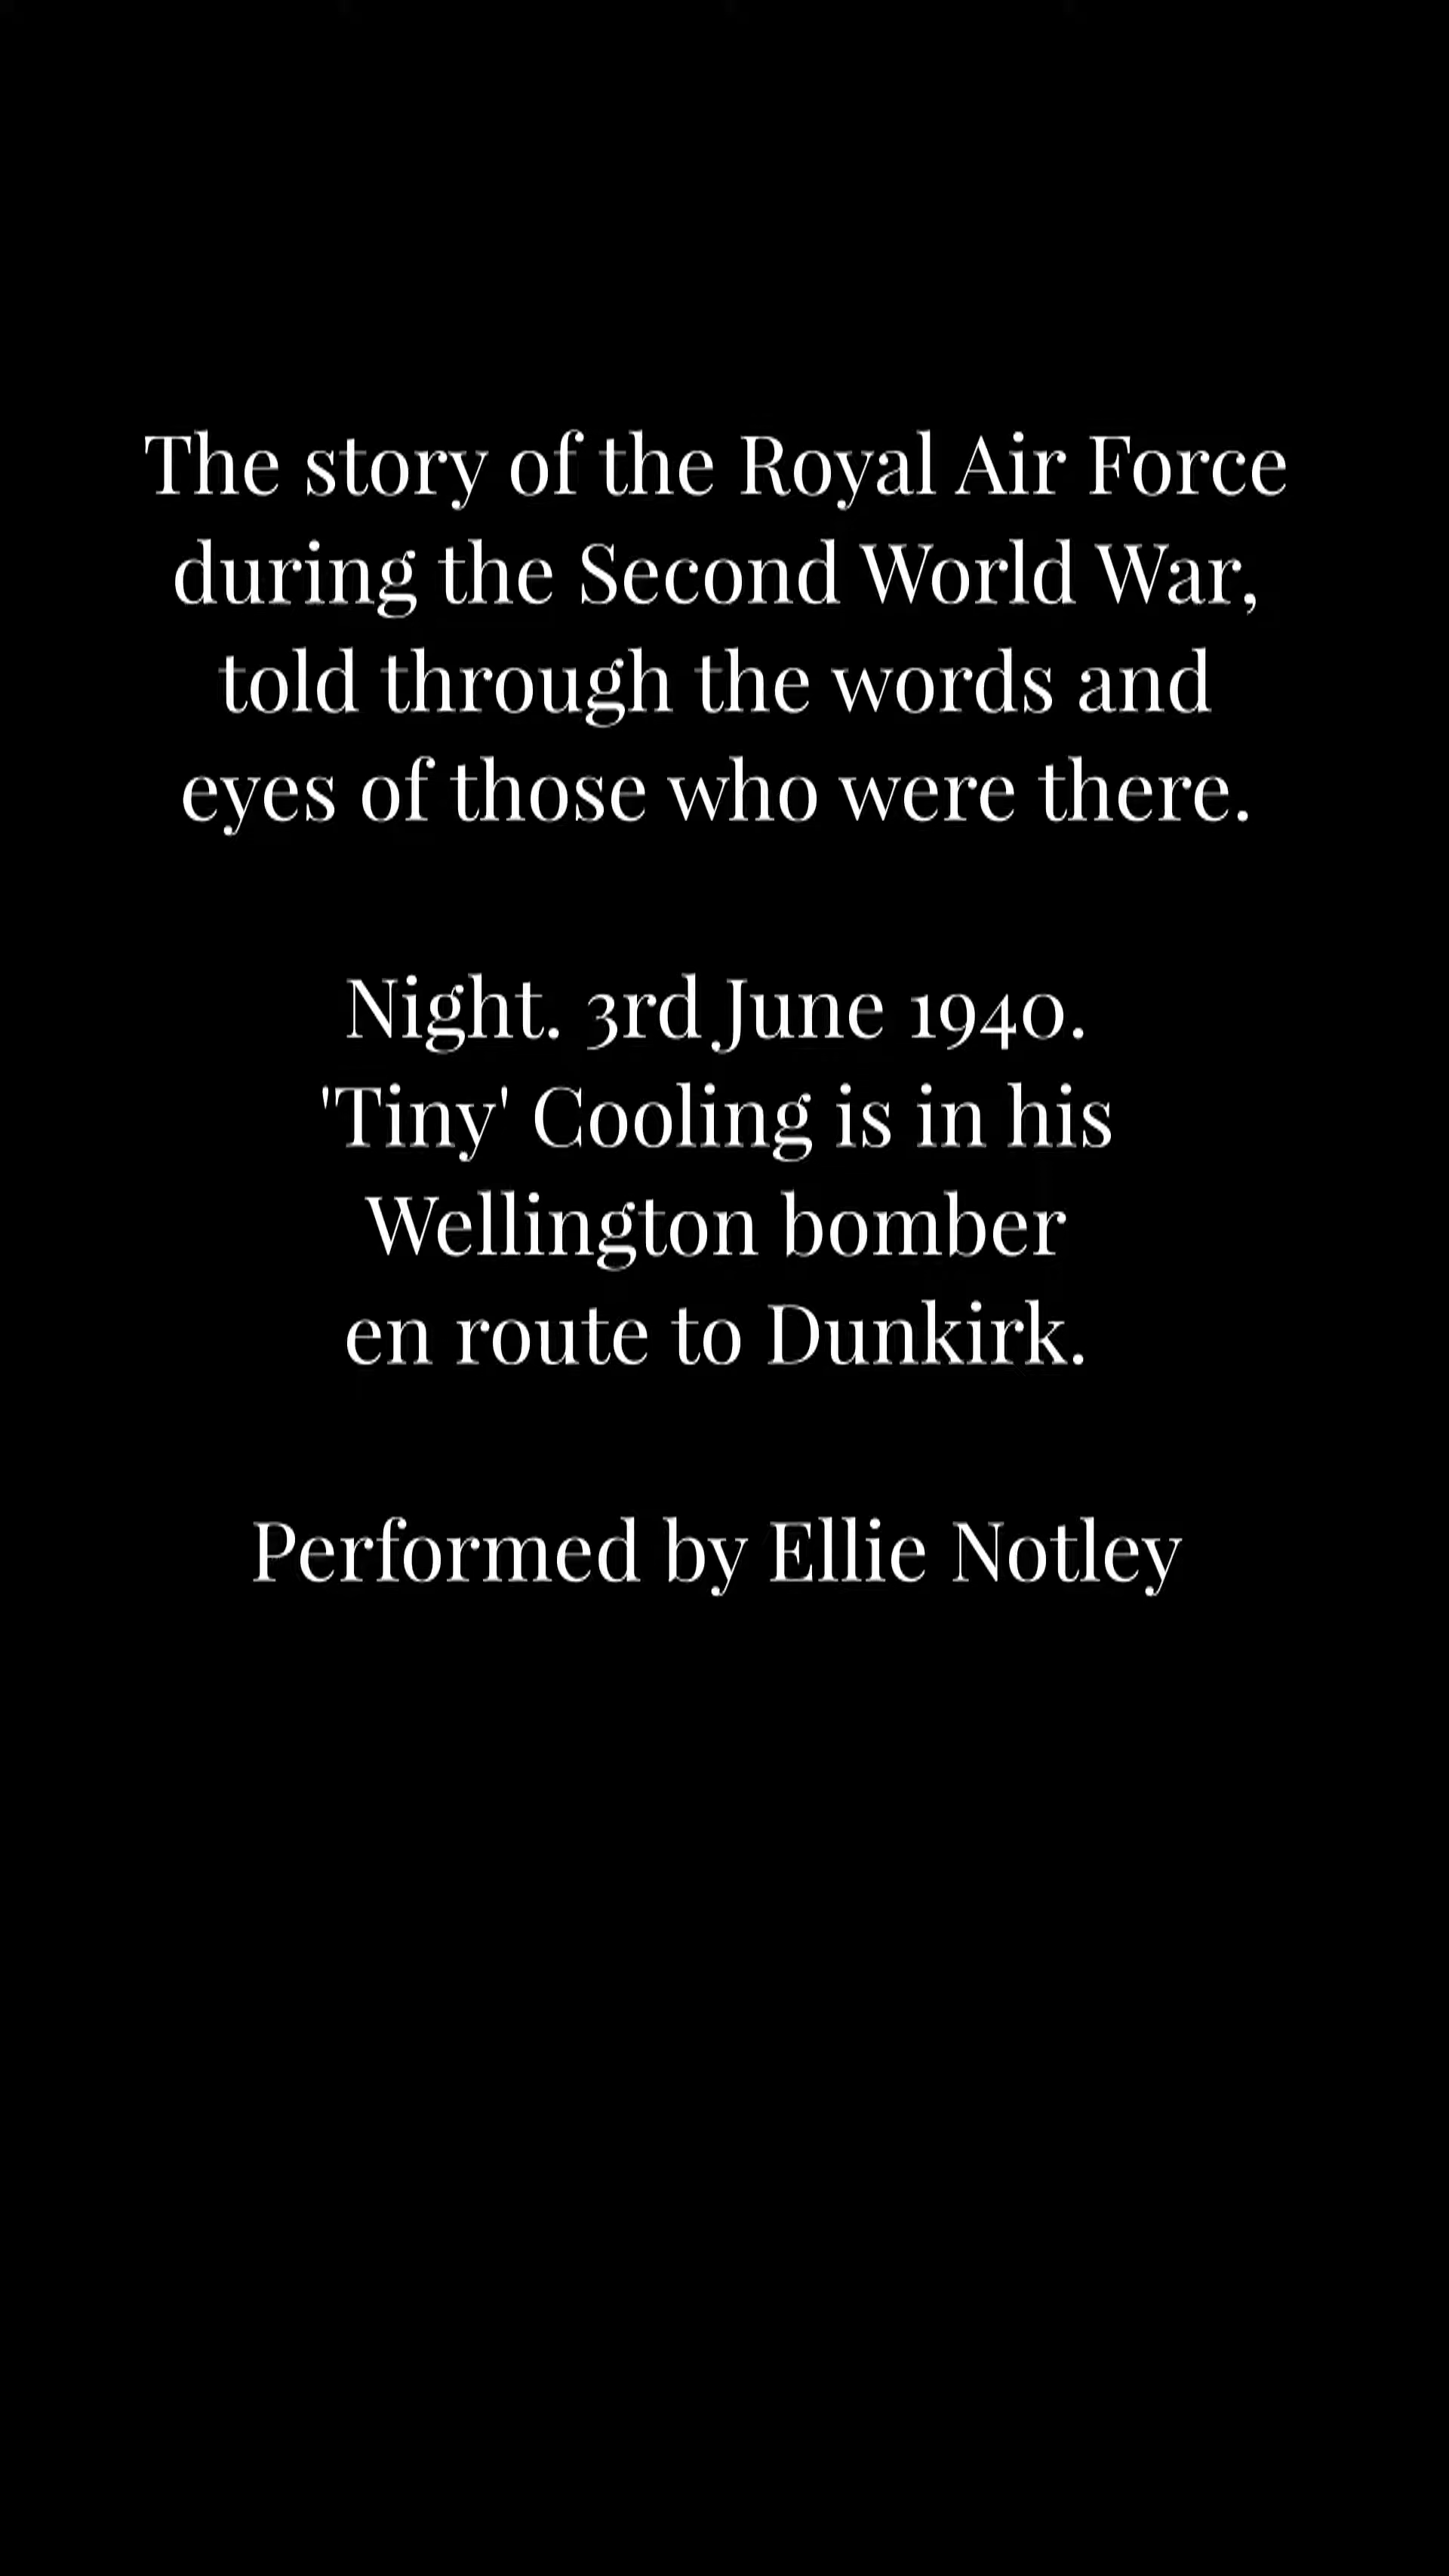 The story of the Royal Air Force
during the Second World War,
told through the words and
eyes of those who were there.
Night. 3rd June 1940.
'Tiny' Cooling is in his
Wellington bomber
en route to Dunkirk.
Performed by Ellie Notley